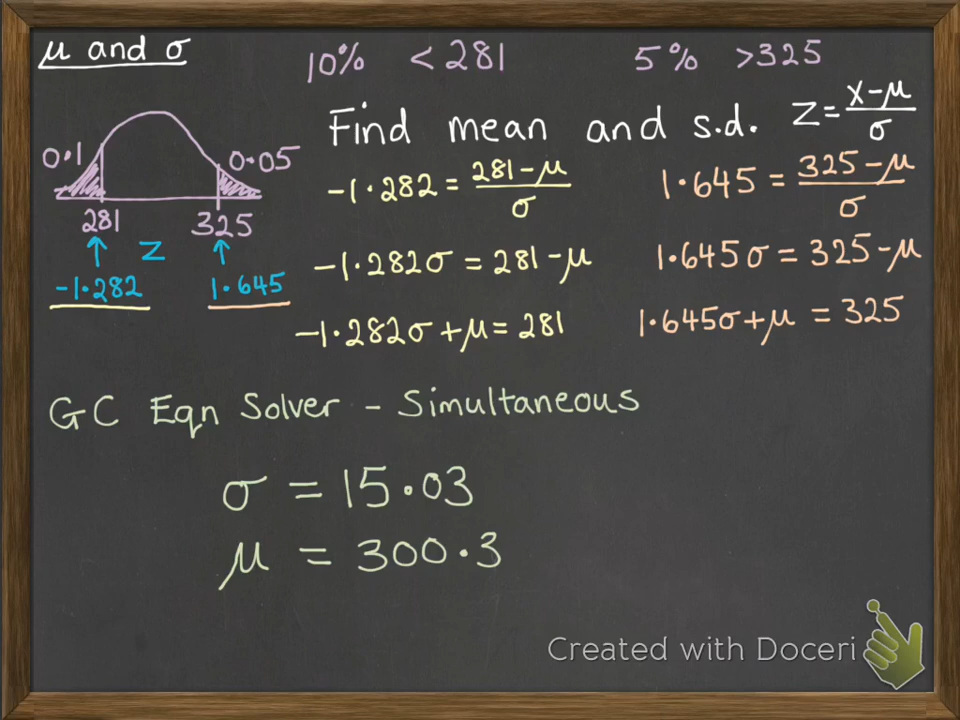 μ and σ
10% < 281 5% > 325
Find mean and s.d. Z = x-μ/σ
0·1 0·05
281 325
Z
-1·282 1·645
-1·282 = 281-μ/σ
-1·282σ = 281-μ
-1·282σ+μ = 281
1·645 = 325-μ/σ
1·645σ = 325-μ
1·645σ+μ = 325
GC Eqn Solver - Simultaneous
σ = 15·03
μ = 300·3
Created with Doceri